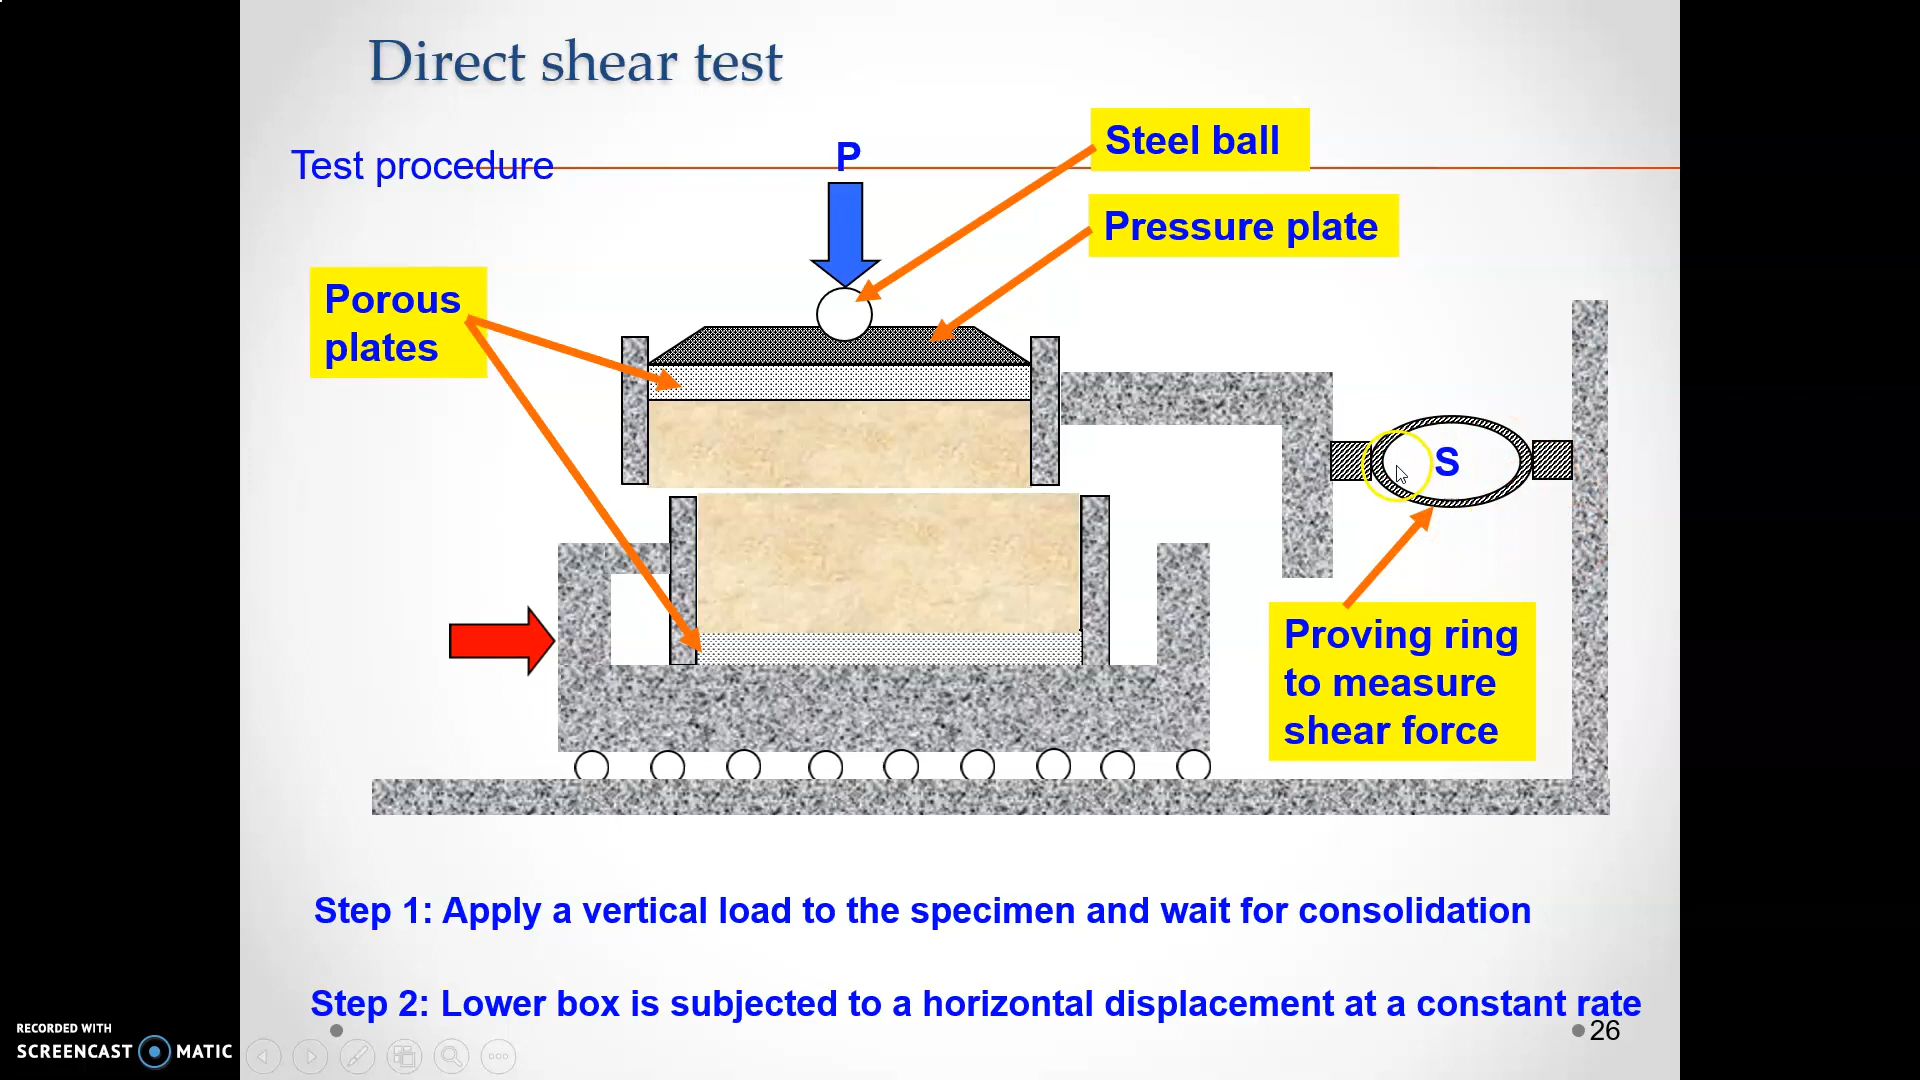 Direct shear test
Test procedure
P
Steel ball
Pressure plate
Porous
plates
S
Proving ring
to measure
shear force
Step 1: Apply a vertical load to the specimen and wait for consolidation
Step 2: Lower box is subjected to a horizontal displacement at a constant rate
26
RECORDED WITH
SCREENCAST MATIC